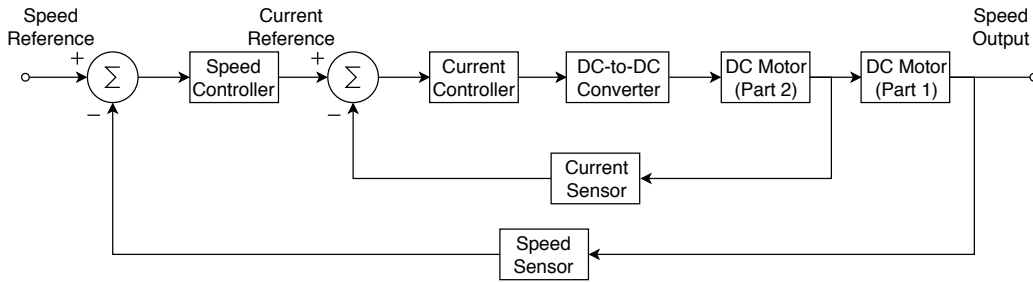 Speed
Reference
+
Σ
−
Speed
Controller
Current
Reference
+
Σ
−
Current
Controller
DC-to-DC
Converter
DC Motor
(Part 2)
DC Motor
(Part 1)
Speed
Output
Current
Sensor
Speed
Sensor